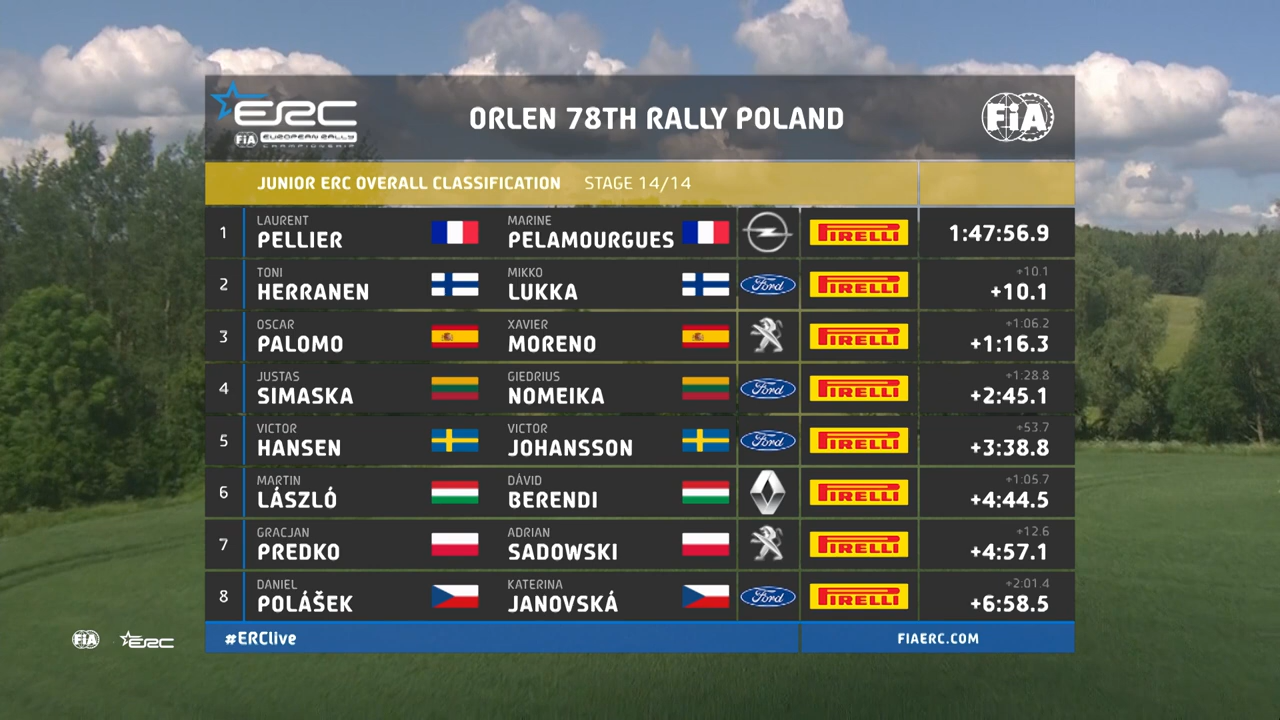 ERC
FIA EUROPEAN RALLY
CHAMPIONSHIP
ORLEN 78TH RALLY POLAND
FIA
JUNIOR ERC OVERALL CLASSIFICATION STAGE 14/14
1 LAURENT PELLIER MARINE PELAMOURGUES PIRELLI 1:47:56.9
2 TONI HERRANEN MIKKO LUKKA Ford PIRELLI +10.1 +10.1
3 OSCAR PALOMO XAVIER MORENO PIRELLI +1:06.2 +1:16.3
4 JUSTAS SIMASKA GIEDRIUS NOMEIKA Ford PIRELLI +1:28.8 +2:45.1
5 VICTOR HANSEN VICTOR JOHANSSON Ford PIRELLI +53.7 +3:38.8
6 MARTIN LÁSZLÓ DÁVID BERENDI PIRELLI +1:05.7 +4:44.5
7 GRACJAN PREDKO ADRIAN SADOWSKI PIRELLI +12.6 +4:57.1
8 DANIEL POLÁŠEK KATERINA JANOVSKÁ Ford PIRELLI +2:01.4 +6:58.5
FIA ERC #ERClive FIAERC.COM